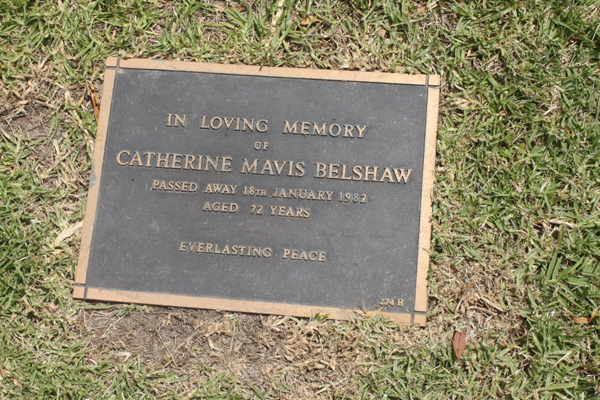 IN LOVING MEMORY
OF
CATHERINE MAVIS BELSHAW
PASSED AWAY 18TH JANUARY 1982
AGED 72 YEARS
EVERLASTING PEACE
274 H